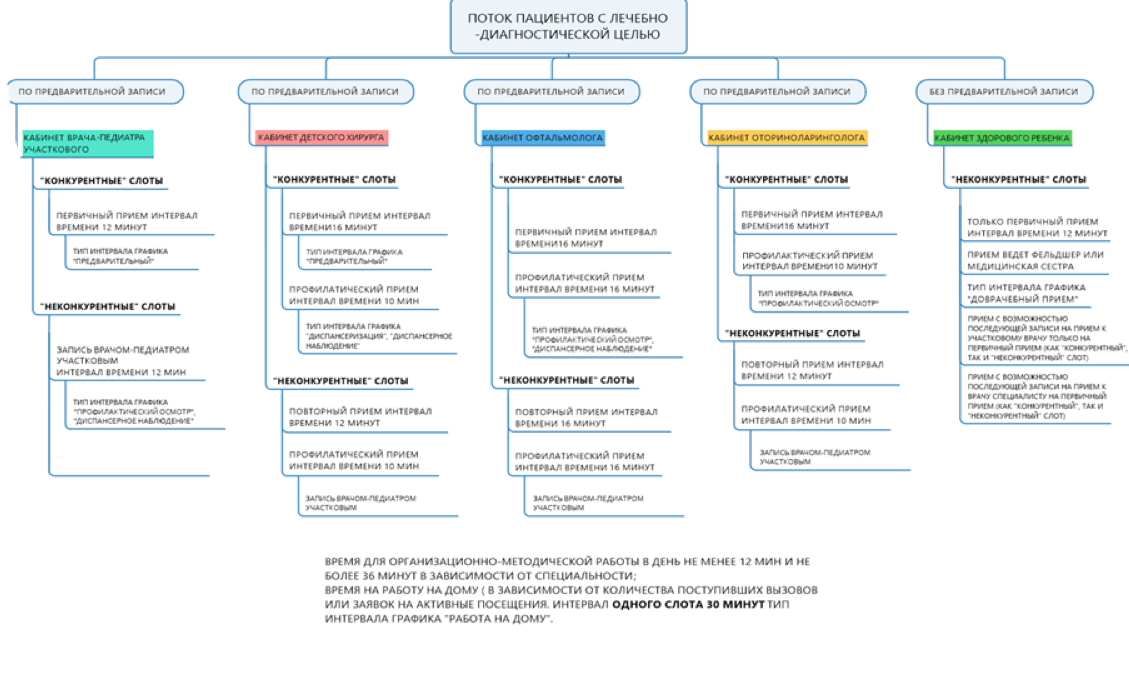 ПОТОК ПАЦИЕНТОВ С ЛЕЧЕБНО
-ДИАГНОСТИЧЕСКОЙ ЦЕЛЬЮ
ПО ПРЕДВАРИТЕЛЬНОЙ ЗАПИСИ
КАБИНЕТ ВРАЧА-ПЕДИАТРА
УЧАСТКОВОГО
"КОНКУРЕНТНЫЕ" СЛОТЫ
ПЕРВИЧНЫЙ ПРИЕМ ИНТЕРВАЛ
ВРЕМЕНИ 12 МИНУТ
ТИП ИНТЕРВАЛА ГРАФИКА
"ПРЕДВАРИТЕЛЬНЫЙ"
"НЕКОНКУРЕНТНЫЕ" СЛОТЫ
ЗАПИСЬ ВРАЧОМ-ПЕДИАТРОМ
УЧАСТКОВЫМ
ИНТЕРВАЛ ВРЕМЕНИ 12 МИН
ТИП ИНТЕРВАЛА ГРАФИКА
"ПРОФИЛАКТИЧЕСКИЙ ОСМОТР",
"ДИСПАНСЕРНОЕ НАБЛЮДЕНИЕ"
ПО ПРЕДВАРИТЕЛЬНОЙ ЗАПИСИ
КАБИНЕТ ДЕТСКОГО ХИРУРГА
"КОНКУРЕНТНЫЕ" СЛОТЫ
ПЕРВИЧНЫЙ ПРИЕМ ИНТЕРВАЛ
ВРЕМЕНИ16 МИНУТ
ТИП ИНТЕРВАЛА ГРАФИКА
"ПРЕДВАРИТЕЛЬНЫЙ"
ПРОФИЛАТИЧЕСКИЙ ПРИЕМ
ИНТЕРВАЛ ВРЕМЕНИ 10 МИН
ТИП ИНТЕРВАЛА ГРАФИКА
"ДИСПАНСЕРИЗАЦИЯ", "ДИСПАНСЕРНОЕ
НАБЛЮДЕНИЕ"
"НЕКОНКУРЕНТНЫЕ" СЛОТЫ
ПОВТОРНЫЙ ПРИЕМ ИНТЕРВАЛ
ВРЕМЕНИ 12 МИНУТ
ПРОФИЛАТИЧЕСКИЙ ПРИЕМ
ИНТЕРВАЛ ВРЕМЕНИ 10 МИН
ЗАПИСЬ ВРАЧОМ-ПЕДИАТРОМ
УЧАСТКОВЫМ
ПО ПРЕДВАРИТЕЛЬНОЙ ЗАПИСИ
КАБИНЕТ ОФТАЛЬМОЛОГА
"КОНКУРЕНТНЫЕ" СЛОТЫ
ПЕРВИЧНЫЙ ПРИЕМ ИНТЕРВАЛ
ВРЕМЕНИ16 МИНУТ
ПРОФИЛАТИЧЕСКИЙ ПРИЕМ
ИНТЕРВАЛ ВРЕМЕНИ 16 МИНУТ
ТИП ИНТЕРВАЛА ГРАФИКА
"ПРОФИЛАКТИЧЕСКИЙ ОСМОТР",
"ДИСПАНСЕРНОЕ НАБЛЮДЕНИЕ"
"НЕКОНКУРЕНТНЫЕ" СЛОТЫ
ПОВТОРНЫЙ ПРИЕМ ИНТЕРВАЛ
ВРЕМЕНИ 16 МИНУТ
ПРОФИЛАТИЧЕСКИЙ ПРИЕМ
ИНТЕРВАЛ ВРЕМЕНИ 16 МИНУТ
ЗАПИСЬ ВРАЧОМ-ПЕДИАТРОМ
УЧАСТКОВЫМ
ПО ПРЕДВАРИТЕЛЬНОЙ ЗАПИСИ
КАБИНЕТ ОТОРИНОЛАРИНГОЛОГА
"КОНКУРЕНТНЫЕ" СЛОТЫ
ПЕРВИЧНЫЙ ПРИЕМ ИНТЕРВАЛ
ВРЕМЕНИ16 МИНУТ
ПРОФИЛАКТИЧЕСКИЙ ПРИЕМ
ИНТЕРВАЛ ВРЕМЕНИ10 МИНУТ
ТИП ИНТЕРВАЛА ГРАФИКА
"ПРОФИЛАКТИЧЕСКИЙ ОСМОТР"
"НЕКОНКУРЕНТНЫЕ" СЛОТЫ
ПОВТОРНЫЙ ПРИЕМ ИНТЕРВАЛ
ВРЕМЕНИ 12 МИНУТ
ПРОФИЛАТИЧЕСКИЙ ПРИЕМ
ИНТЕРВАЛ ВРЕМЕНИ 10 МИН
ЗАПИСЬ ВРАЧОМ-ПЕДИАТРОМ
УЧАСТКОВЫМ
БЕЗ ПРЕДВАРИТЕЛЬНОЙ ЗАПИСИ
КАБИНЕТ ЗДОРОВОГО РЕБЕНКА
"НЕКОНКУРЕНТНЫЕ" СЛОТЫ
ТОЛЬКО ПЕРВИЧНЫЙ ПРИЕМ
ИНТЕРВАЛ ВРЕМЕНИ 12 МИНУТ
ПРИЕМ ВЕДЕТ ФЕЛЬДШЕР ИЛИ
МЕДИЦИНСКАЯ СЕСТРА
ТИП ИНТЕРВАЛА ГРАФИКА
"ДОВРАЧЕБНЫЙ ПРИЕМ"
ПРИЕМ С ВОЗМОЖНОСТЬЮ
ПОСЛЕДУЮЩЕЙ ЗАПИСИ НА ПРИЕМ К
УЧАСТКОВОМУ ВРАЧУ ТОЛЬКО НА
ПЕРВИЧНЫЙ ПРИЕМ (КАК "КОНКУРЕНТНЫЙ",
ТАК И "НЕКОНКУРЕНТНЫЙ" СЛОТ)
ПРИЕМ С ВОЗМОЖНОСТЬЮ
ПОСЛЕДУЮЩЕЙ ЗАПИСИ НА ПРИЕМ К
ВРАЧУ СПЕЦИАЛИСТУ НА ПЕРВИЧНЫЙ
ПРИЕМ (КАК "КОНКУРЕНТНЫЙ", ТАК И
"НЕКОНКУРЕНТНЫЙ" СЛОТ)
ВРЕМЯ ДЛЯ ОРГАНИЗАЦИОННО-МЕТОДИЧЕСКОЙ РАБОТЫ В ДЕНЬ НЕ МЕНЕЕ 12 МИН И НЕ
БОЛЕЕ 36 МИНУТ В ЗАВИСИМОСТИ ОТ СПЕЦИАЛЬНОСТИ;
ВРЕМЯ НА РАБОТУ НА ДОМУ ( В ЗАВИСИМОСТИ ОТ КОЛИЧЕСТВА ПОСТУПИВШИХ ВЫЗОВОВ
ИЛИ ЗАЯВОК НА АКТИВНЫЕ ПОСЕЩЕНИЯ. ИНТЕРВАЛ ОДНОГО СЛОТА 30 МИНУТ ТИП
ИНТЕРВАЛА ГРАФИКА "РАБОТА НА ДОМУ".